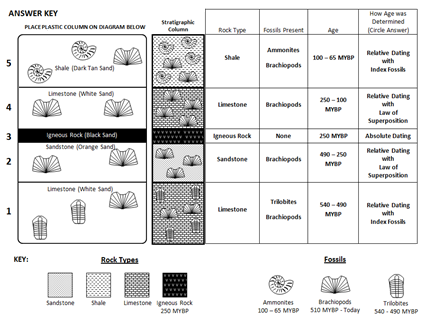 ANSWER KEY
PLACE PLASTIC COLUMN ON DIAGRAM BELOW
Stratigraphic
Column
Rock Type
Fossils Present
Age
How Age was
Determined
(Circle Answer)
5
Shale (Dark Tan Sand)
Shale
Ammonites
Brachiopods
100 – 65 MYBP
Relative Dating
with
Index Fossils
4
Limestone (White Sand)
Limestone
Brachiopods
250 – 100
MYBP
Relative Dating
with
Law of
Superposition
3
Igneous Rock (Black Sand)
Igneous Rock
None
250 MYBP
Absolute Dating
2
Sandstone (Orange Sand)
Sandstone
Brachiopods
490 – 250
MYBP
Relative Dating
with
Law of
Superposition
1
Limestone (White Sand)
Limestone
Trilobites
Brachiopods
540 – 490
MYBP
Relative Dating
with
Index Fossils
KEY:
Rock Types
Sandstone
Shale
Limestone
Igneous Rock
250 MYBP
Fossils
Ammonites
100 – 65 MYBP
Brachiopods
510 MYBP - Today
Trilobites
540 - 490 MYBP